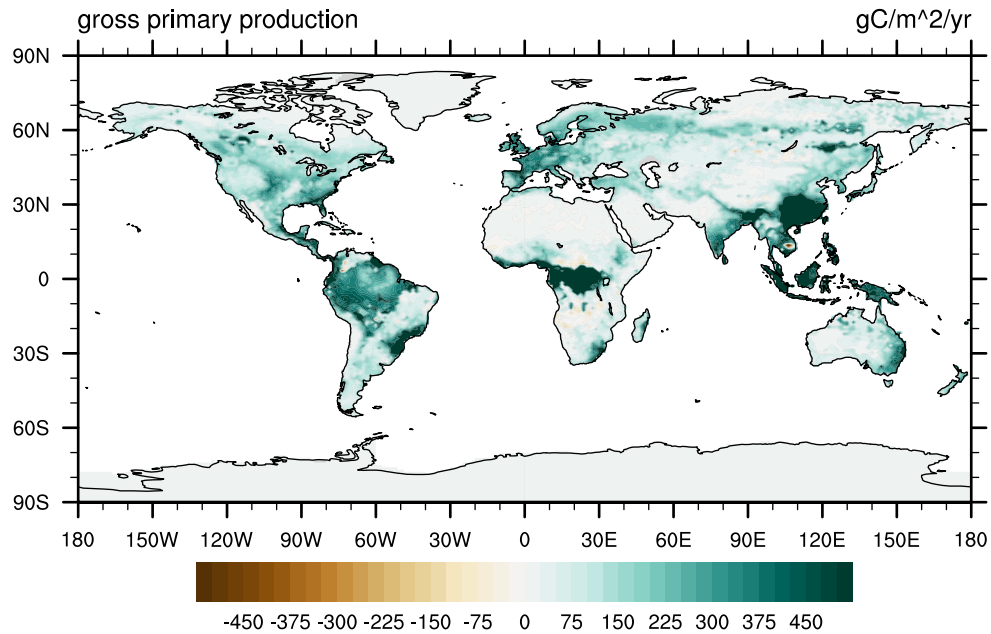 gross primary production gC/m^2/yr
90N
60N
30N
0
30S
60S
90S
180 150W 120W 90W 60W 30W 0 30E 60E 90E 120E 150E 180
-450 -375 -300 -225 -150 -75 0 75 150 225 300 375 450